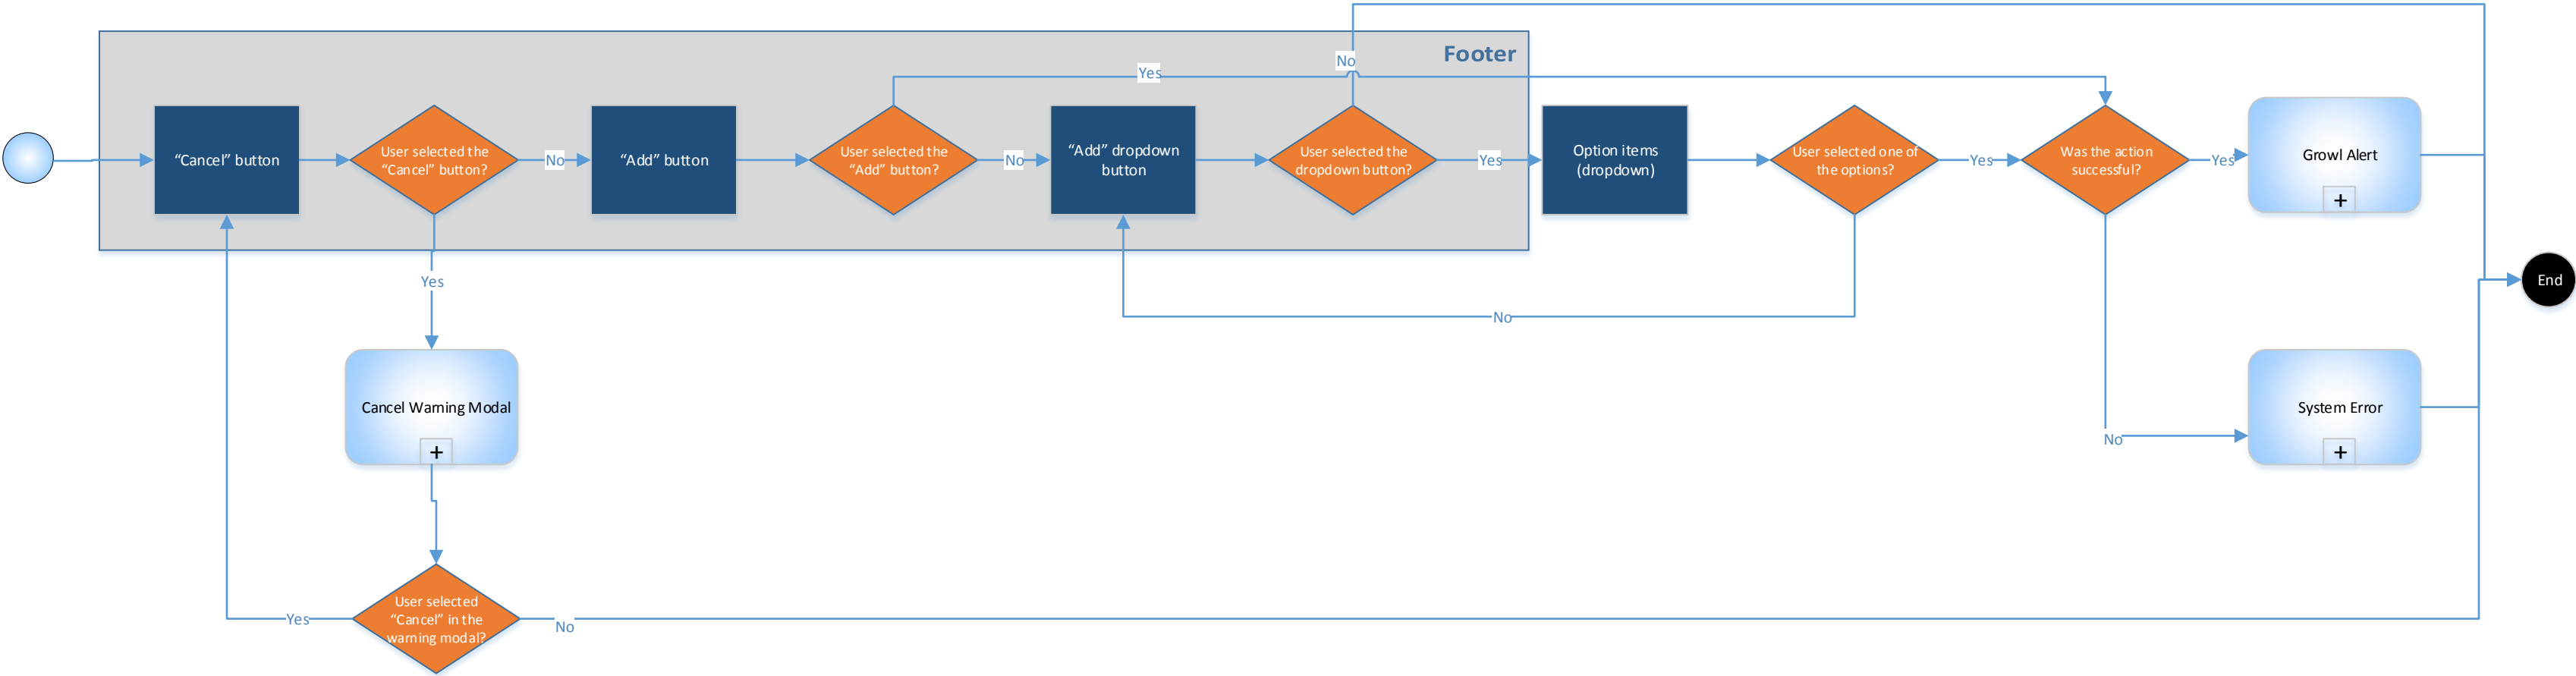 No
Footer
Yes
“Cancel” button
User selected the
“Cancel” button?
No
“Add” button
User selected the
“Add” button?
No
“Add” dropdown
button
User selected the
dropdown button?
Yes
Option items
(dropdown)
User selected one of
the options?
Yes
Was the action
successful?
Yes
Growl Alert
+
Yes
End
No
Cancel Warning Modal
+
System Error
+
No
User selected
“Cancel” in the
warning modal?
Yes
No